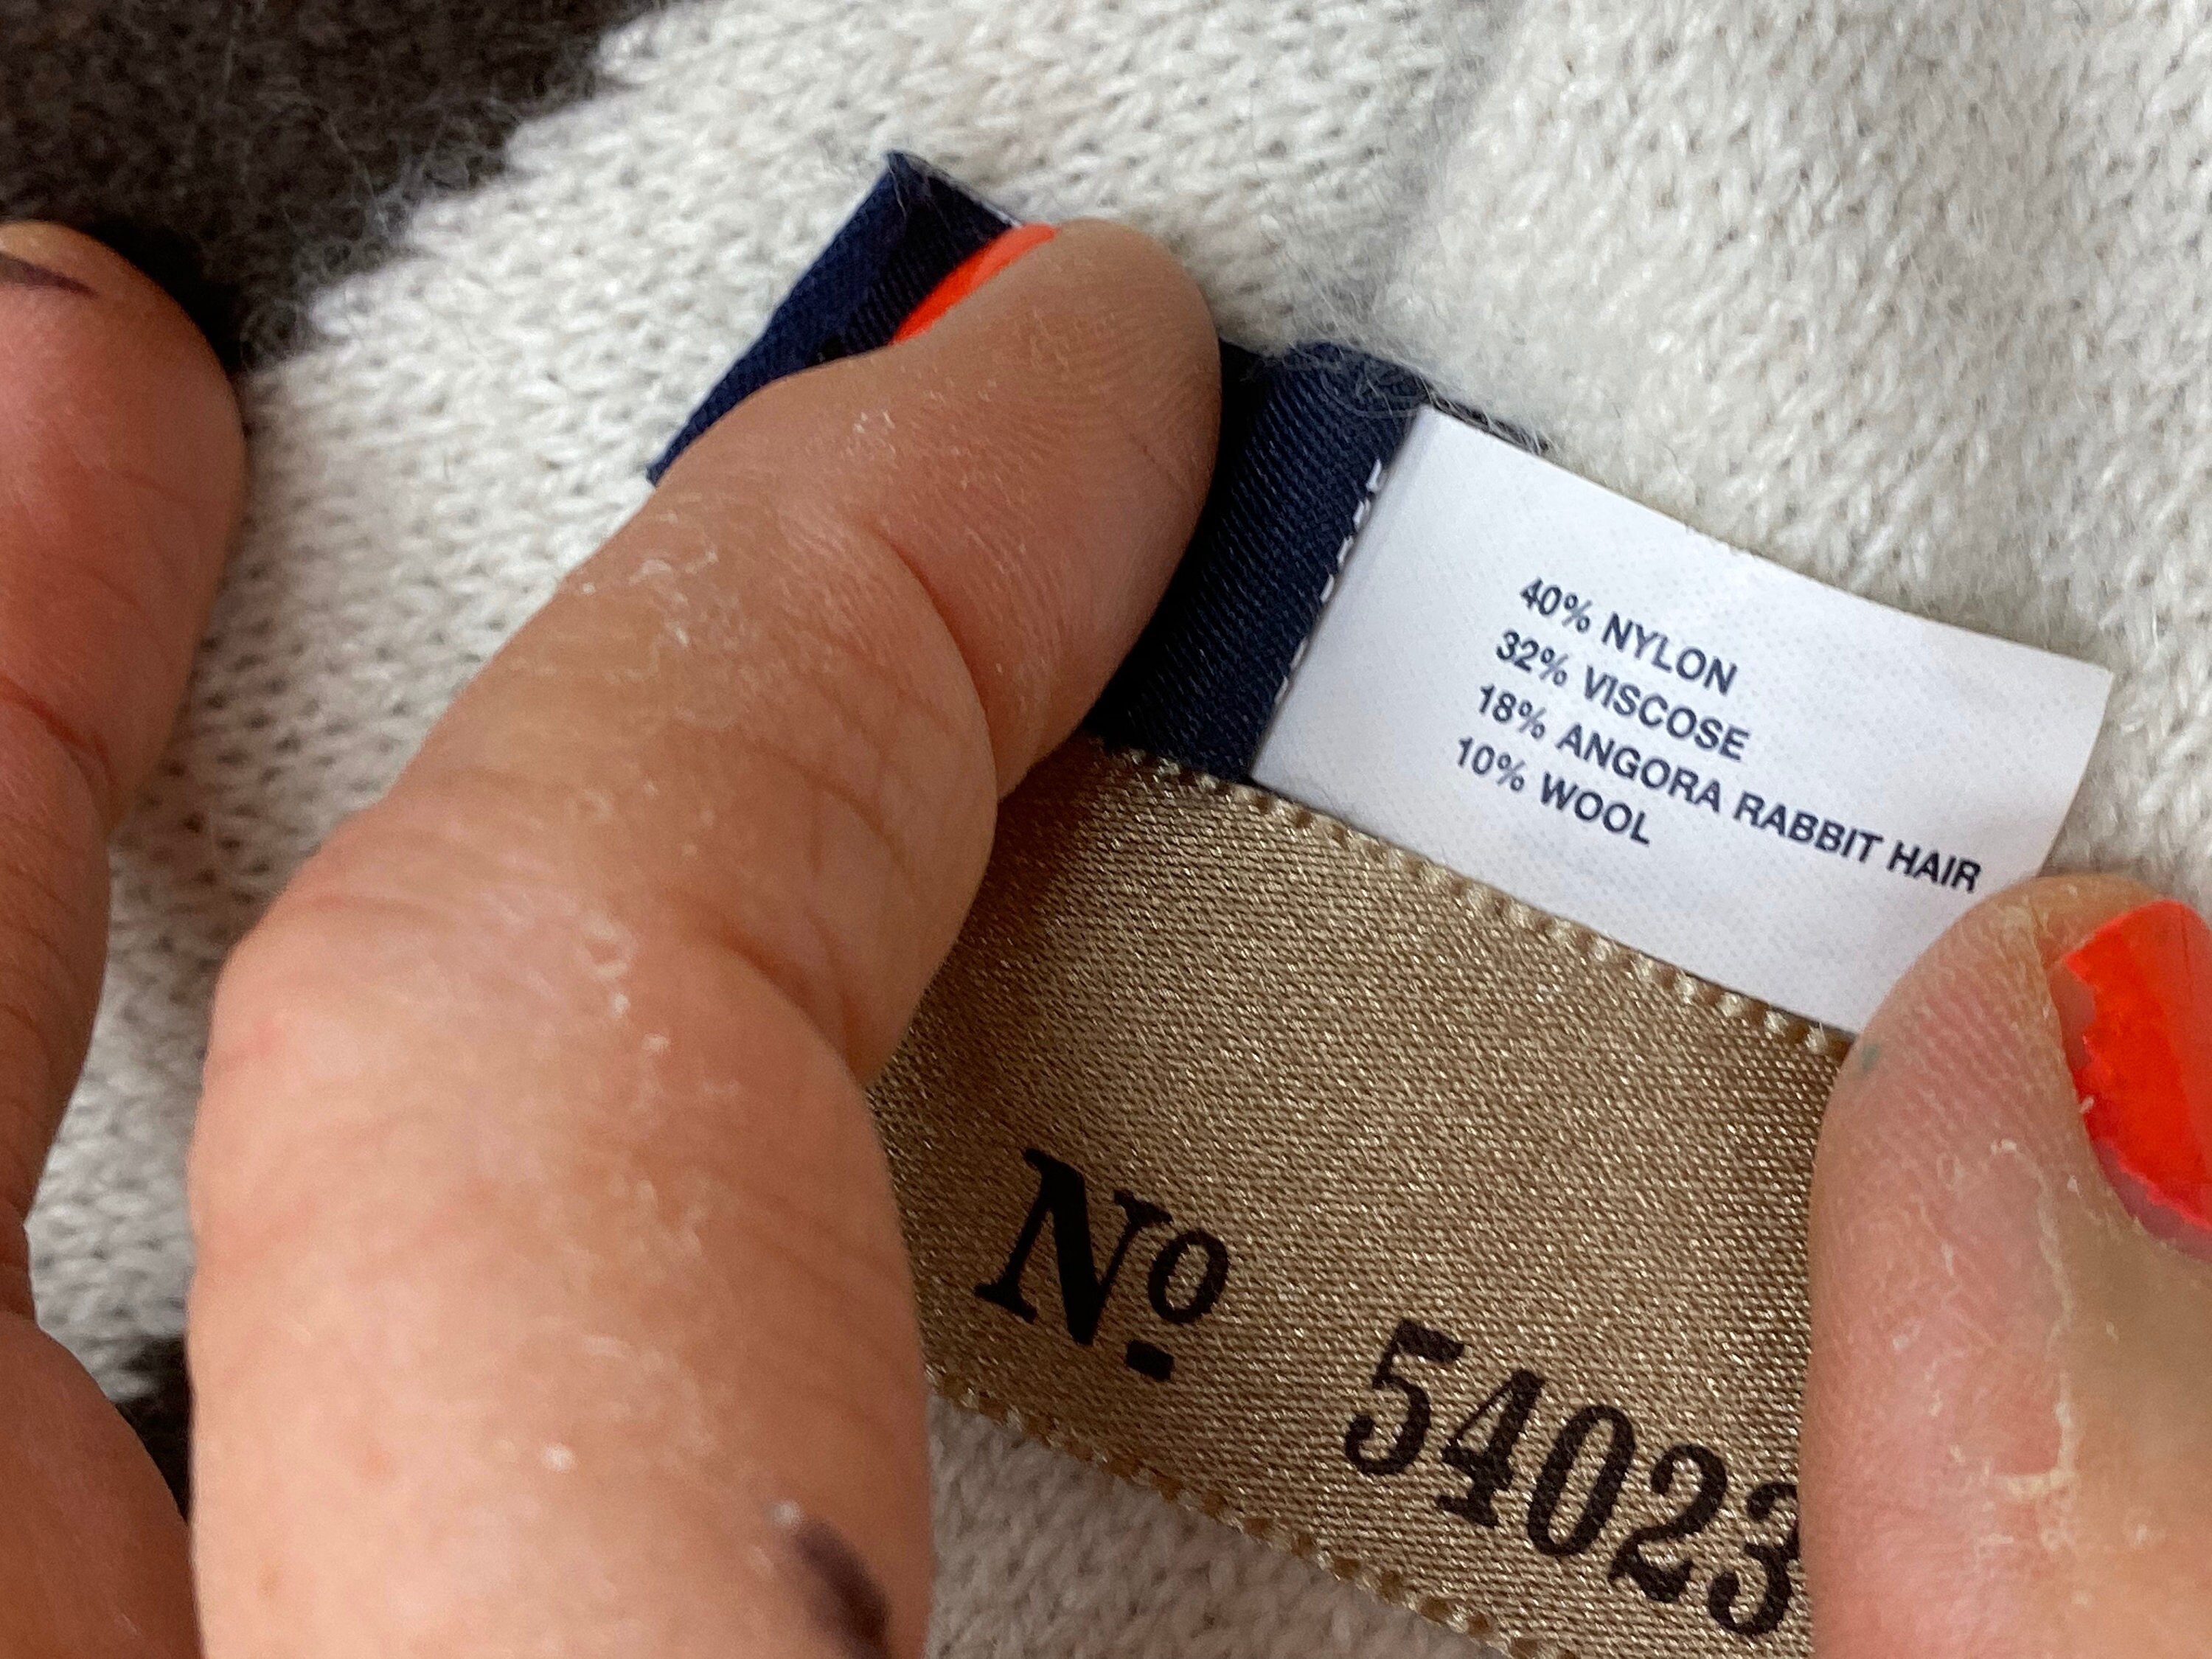 40% NYLON
32% VISCOSE
18% ANGORA RABBIT HAIR
10% WOOL
Nº 54023